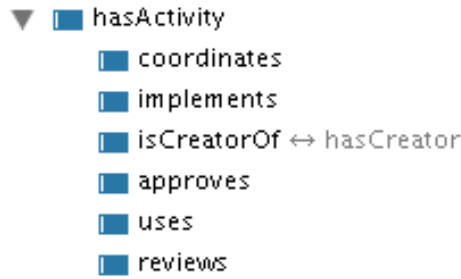 hasActivity
coordinates
implements
isCreatorOf ↔ hasCreator
approves
uses
reviews